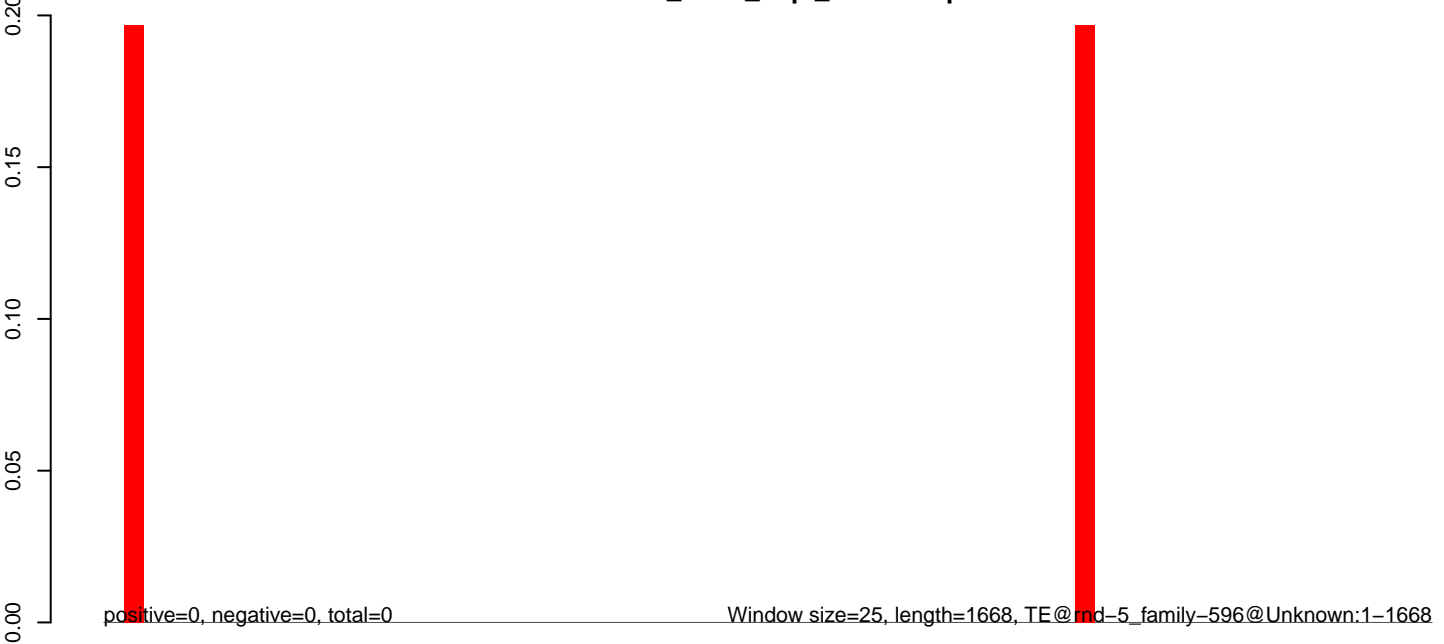 0.20
0.15
0.10
0.05
0.00
positive=0, negative=0, total=0
Window size=25, length=1668, TE@rnd−5_family−596@Unknown:1−1668